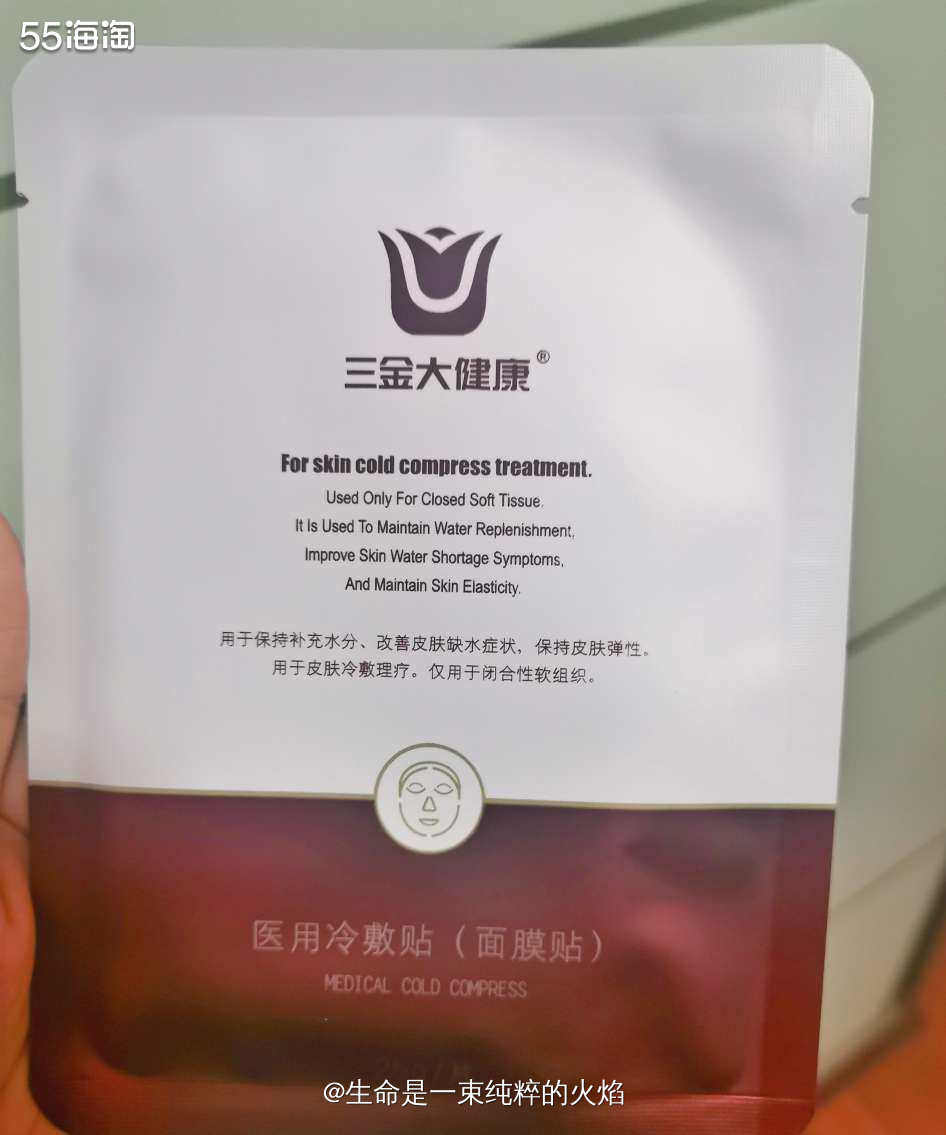 55海淘
三金大健康®
For skin cold compress treatment.
Used Only For Closed Soft Tissue.
It Is Used To Maintain Water Replenishment,
Improve Skin Water Shortage Symptoms,
And Maintain Skin Elasticity.
用于保持补充水分、改善皮肤缺水症状，保持皮肤弹性。
用于皮肤冷敷理疗。仅用于闭合性软组织。
医用冷敷贴（面膜贴）
MEDICAL COLD COMPRESS
@生命是一束纯粹的火焰